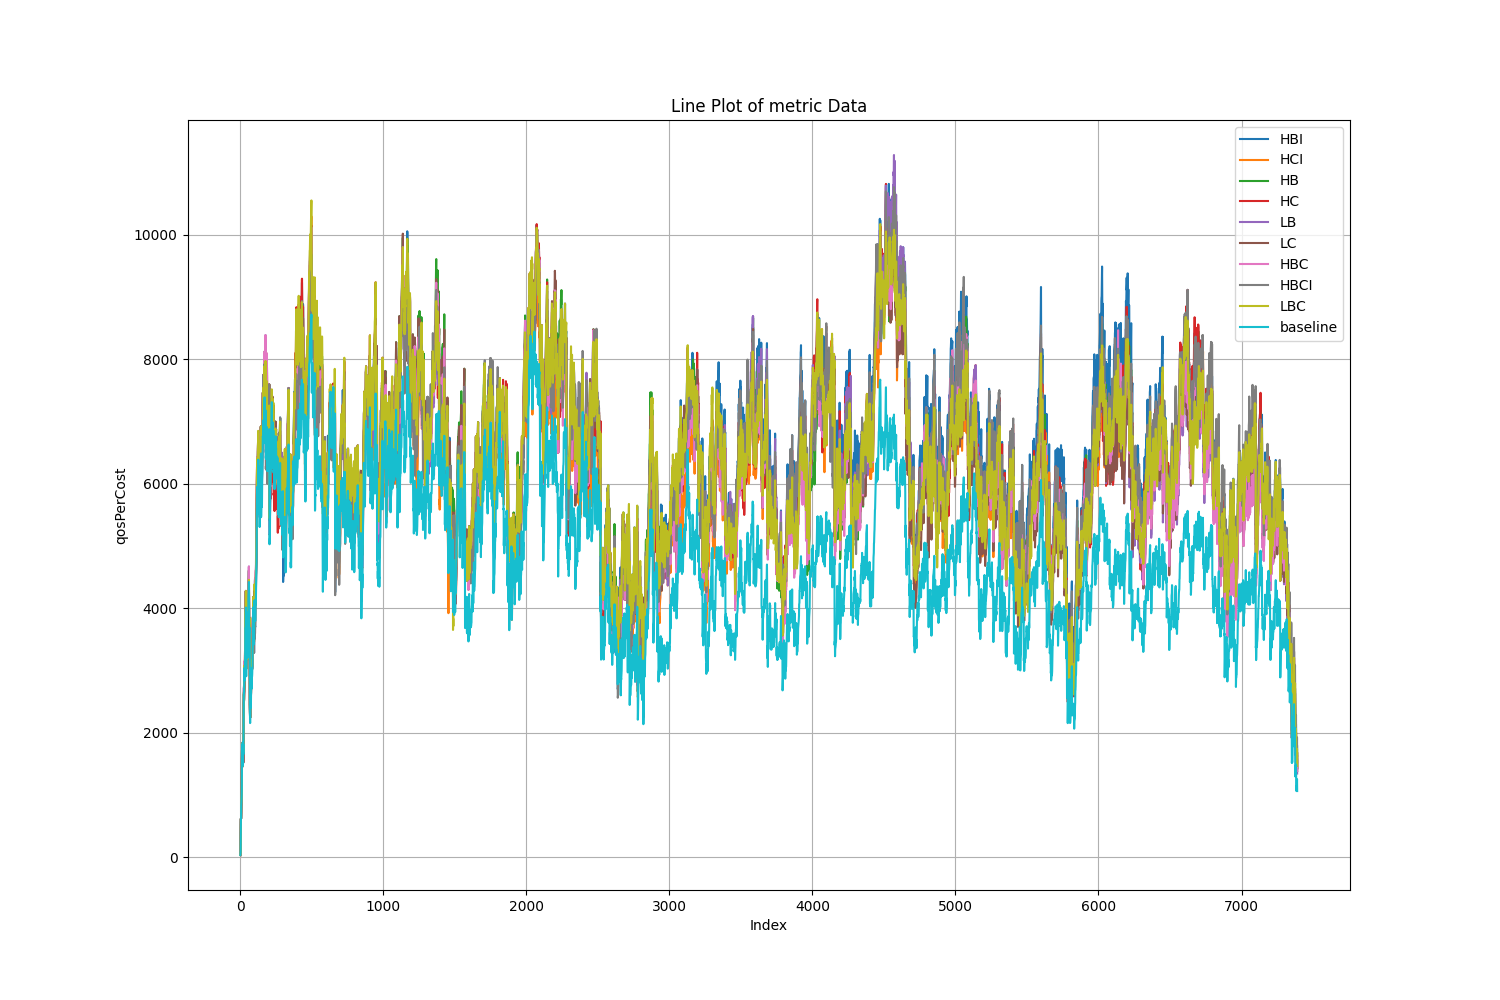 Line Plot of metric Data
HBI
HCI
HB
HC
LB
LC
HBC
HBCI
LBC
baseline
10000
8000
6000
4000
2000
0
qosPerCost
0 1000 2000 3000 4000 5000 6000 7000
Index